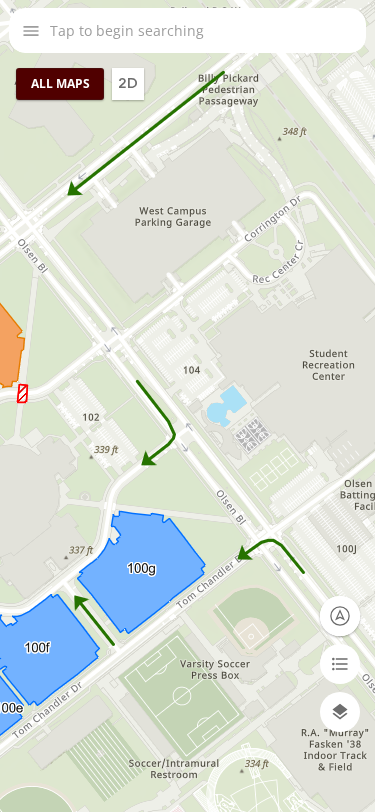 Tap to begin searching
ALL MAPS
2D
Billy Pickard
Pedestrian
Passageway
348 ft
West Campus
Parking Garage
Corrington Dr
Olsen Bl
Rec Center Cr
Student
Recreation
Center
104
102
339 ft
Olsen Bl
Olsen
Batting
Facil
100J
337 ft
100g
Tom Chandler D
100f
00e
Varsity Soccer
Press Box
Tom Chandler Dr
Soccer/Intramural
Restroom
334 ft
R.A. "Murray"
Fasken '38
Indoor Track
& Field